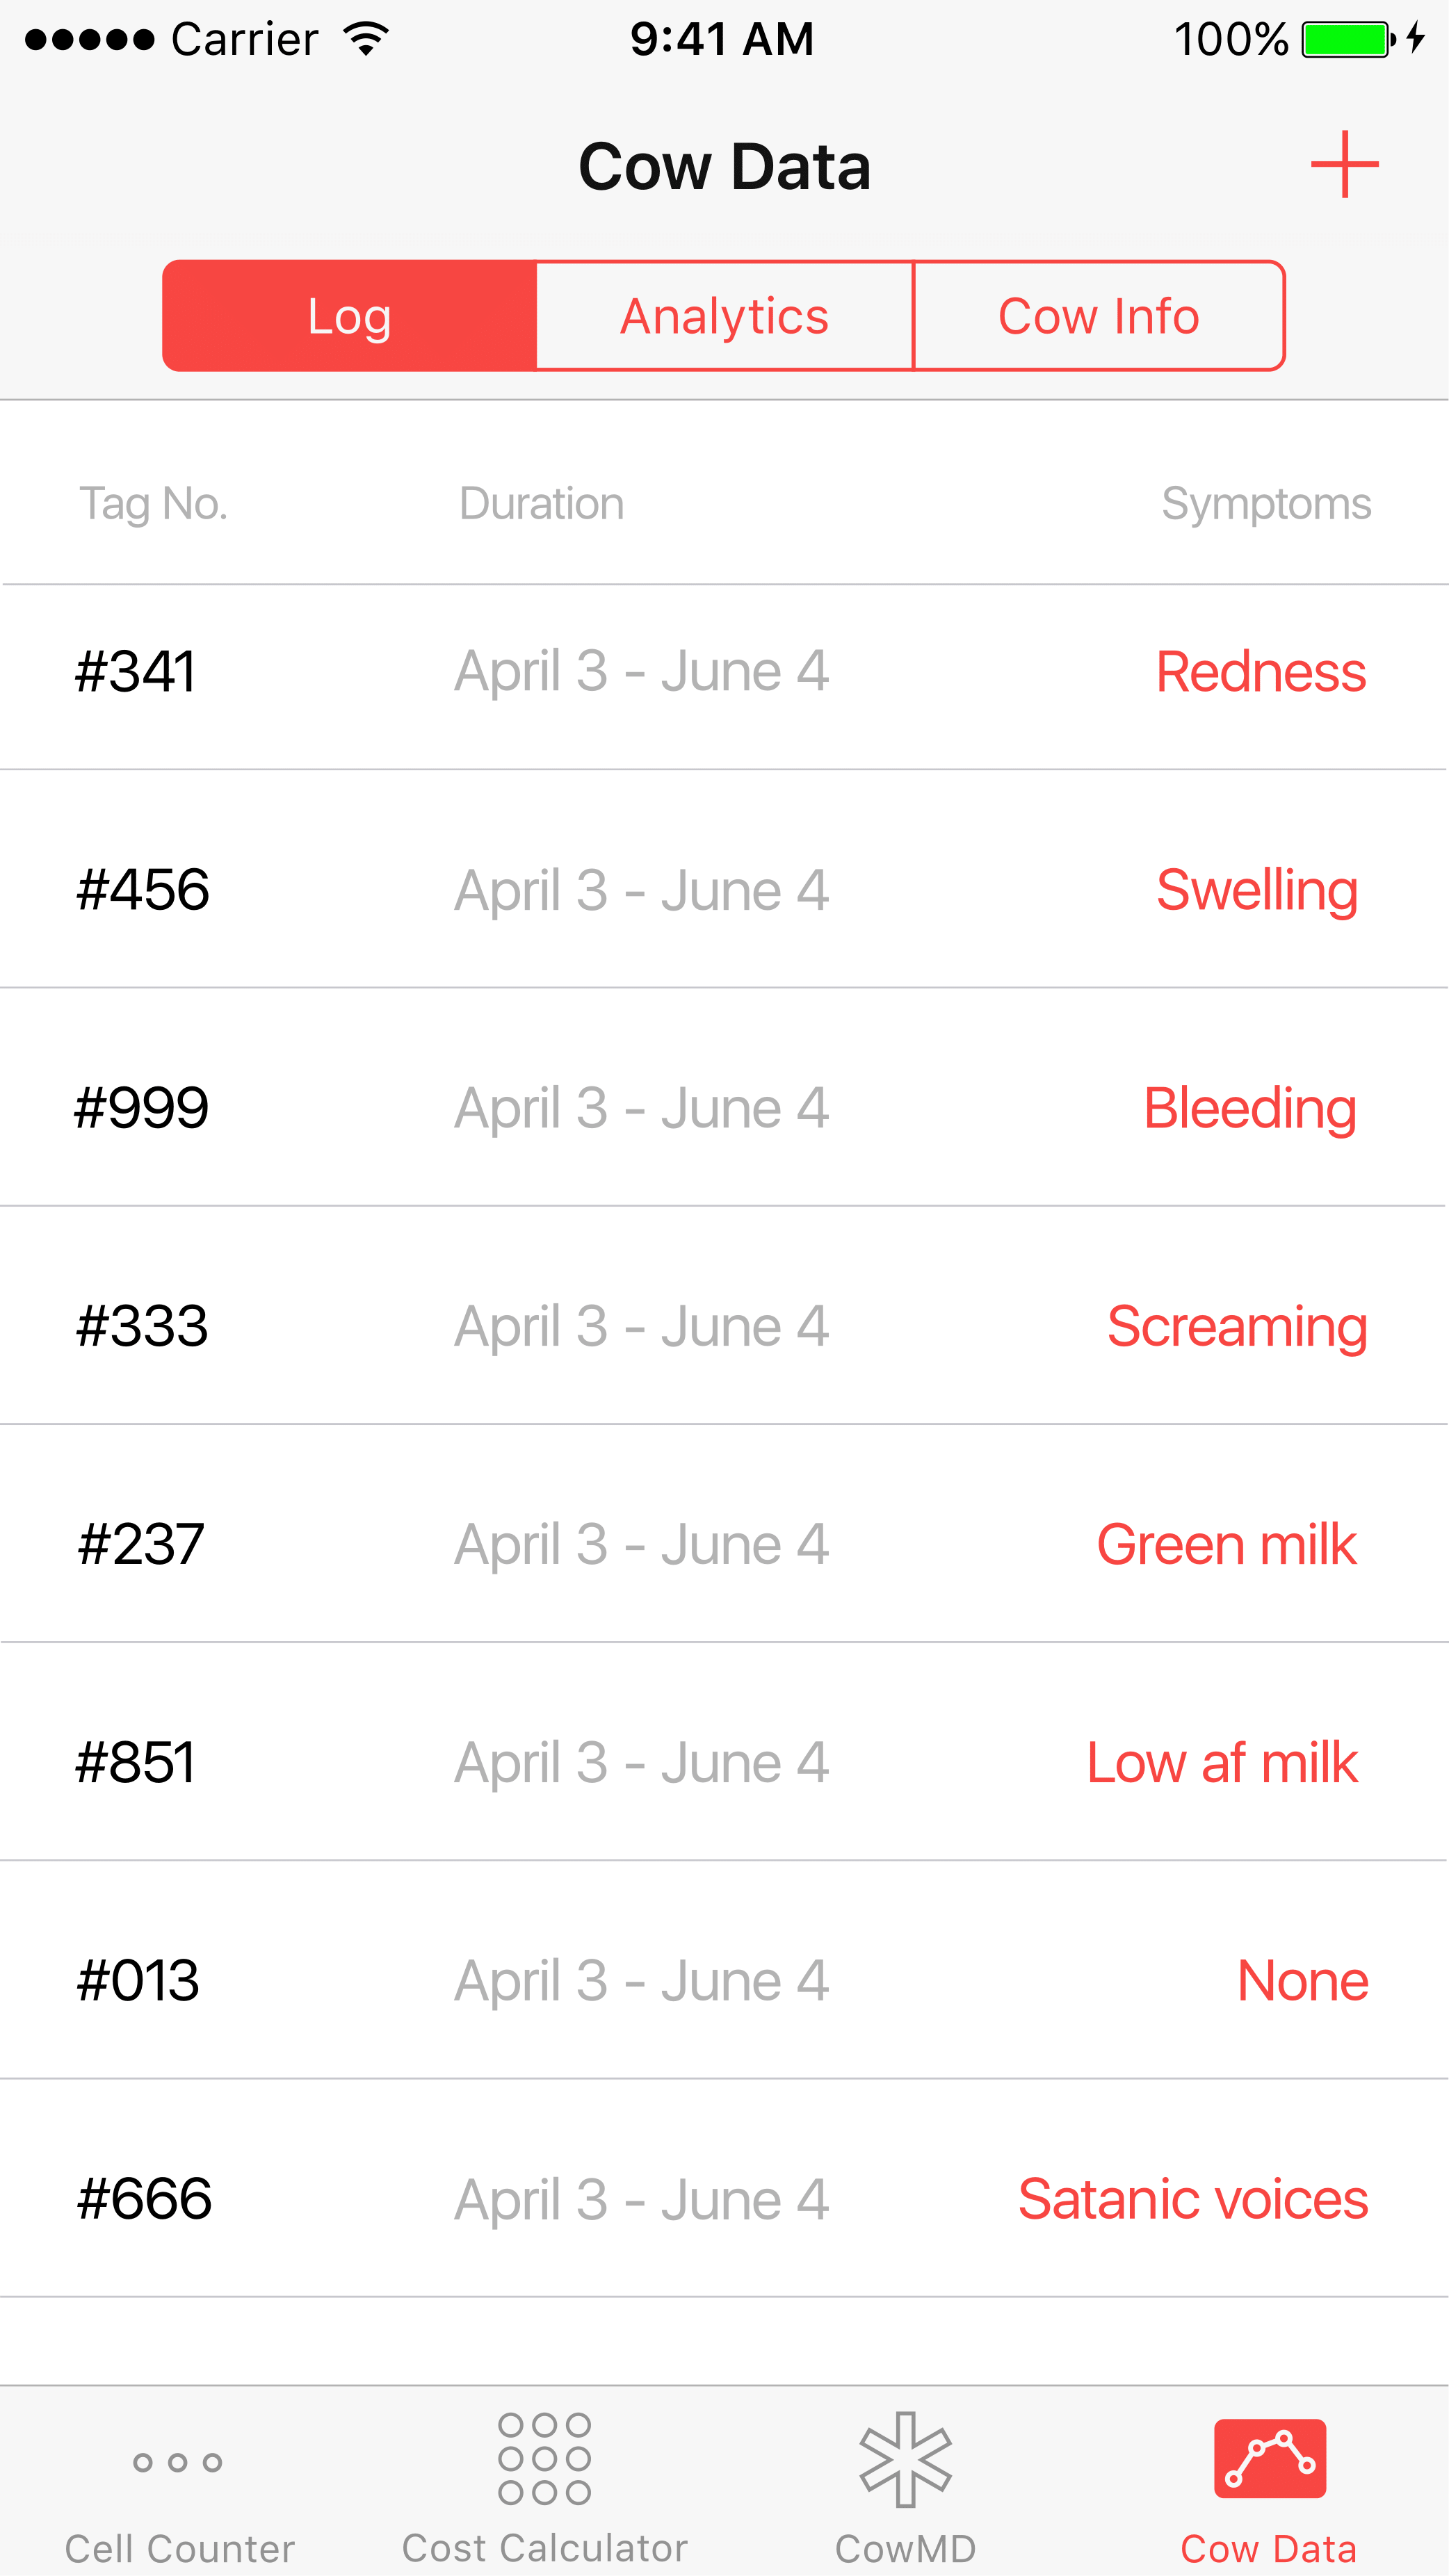 Carrier 9:41 AM 100%
Cow Data
Log Analytics Cow Info
Tag No. Duration Symptoms
#341 April 3 - June 4 Redness
#456 April 3 - June 4 Swelling
#999 April 3 - June 4 Bleeding
#333 April 3 - June 4 Screaming
#237 April 3 - June 4 Green milk
#851 April 3 - June 4 Low af milk
#013 April 3 - June 4 None
#666 April 3 - June 4 Satanic voices
Cell Counter Cost Calculator CowMD Cow Data